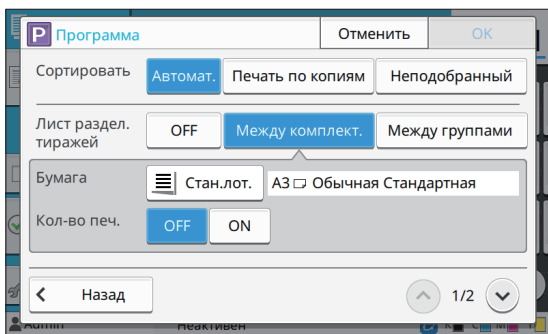 P Программа Отменить OK
Сортировать Автомат. Печать по копиям Неподобранный
Лист раздел. тиражей OFF Между комплект. Между группами
Бумага Стан.лот. A3 Обычная Стандартная
Кол-во печ. OFF ON
Назад 1/2
Admin Неактивен